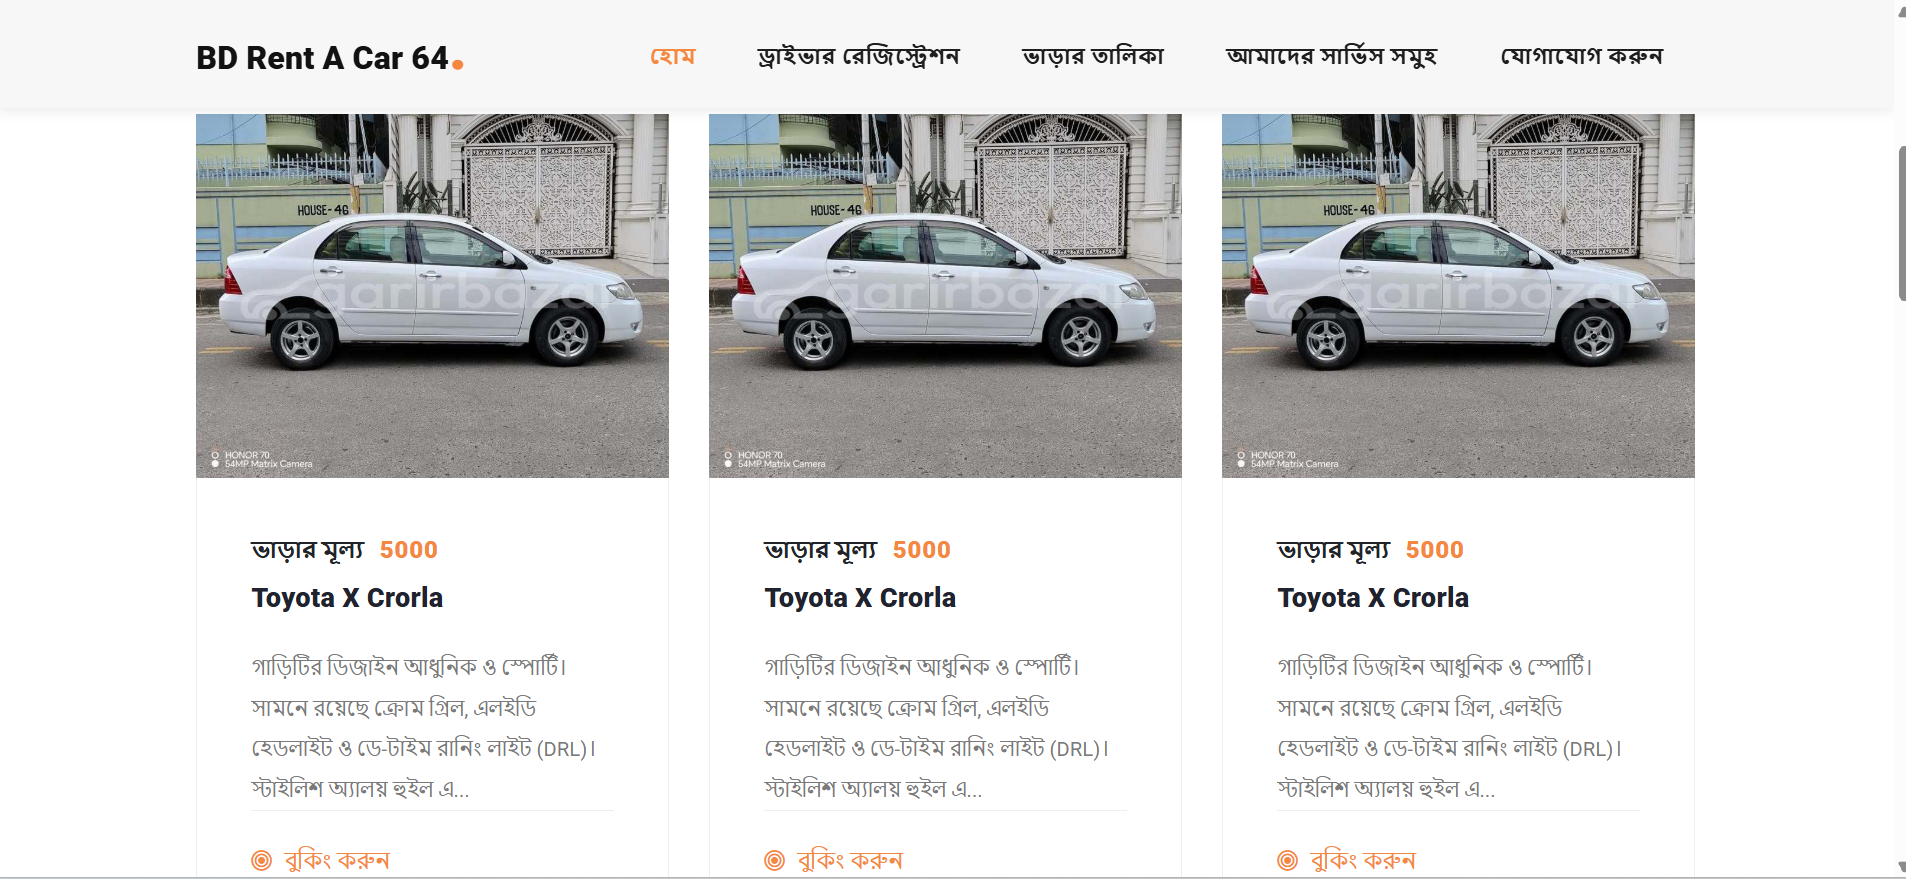 BD Rent A Car 64.
হোম ড্রাইভার রেজিস্ট্রেশন ভাড়ার তালিকা আমাদের সার্ভিস সমুহ যোগাযোগ করুন
HOUSE-46 HOUSE-46 HOUSE-46
garirbazar garirbazar garirbazar
HONOR 70 HONOR 70 HONOR 70
54MP Matrix Camera 54MP Matrix Camera 54MP Matrix Camera
ভাড়ার মূল্য 5000
Toyota X Crorla
গাড়িটির ডিজাইন আধুনিক ও স্পোর্টি।
সামনে রয়েছে ক্রোম গ্রিল, এলইডি
হেডলাইট ও ডে-টাইম রানিং লাইট (DRL)।
স্টাইলিশ অ্যালয় হুইল এ...
বুকিং করুন
ভাড়ার মূল্য 5000
Toyota X Crorla
গাড়িটির ডিজাইন আধুনিক ও স্পোর্টি।
সামনে রয়েছে ক্রোম গ্রিল, এলইডি
হেডলাইট ও ডে-টাইম রানিং লাইট (DRL)।
স্টাইলিশ অ্যালয় হুইল এ...
বুকিং করুন
ভাড়ার মূল্য 5000
Toyota X Crorla
গাড়িটির ডিজাইন আধুনিক ও স্পোর্টি।
সামনে রয়েছে ক্রোম গ্রিল, এলইডি
হেডলাইট ও ডে-টাইম রানিং লাইট (DRL)।
স্টাইলিশ অ্যালয় হুইল এ...
বুকিং করুন